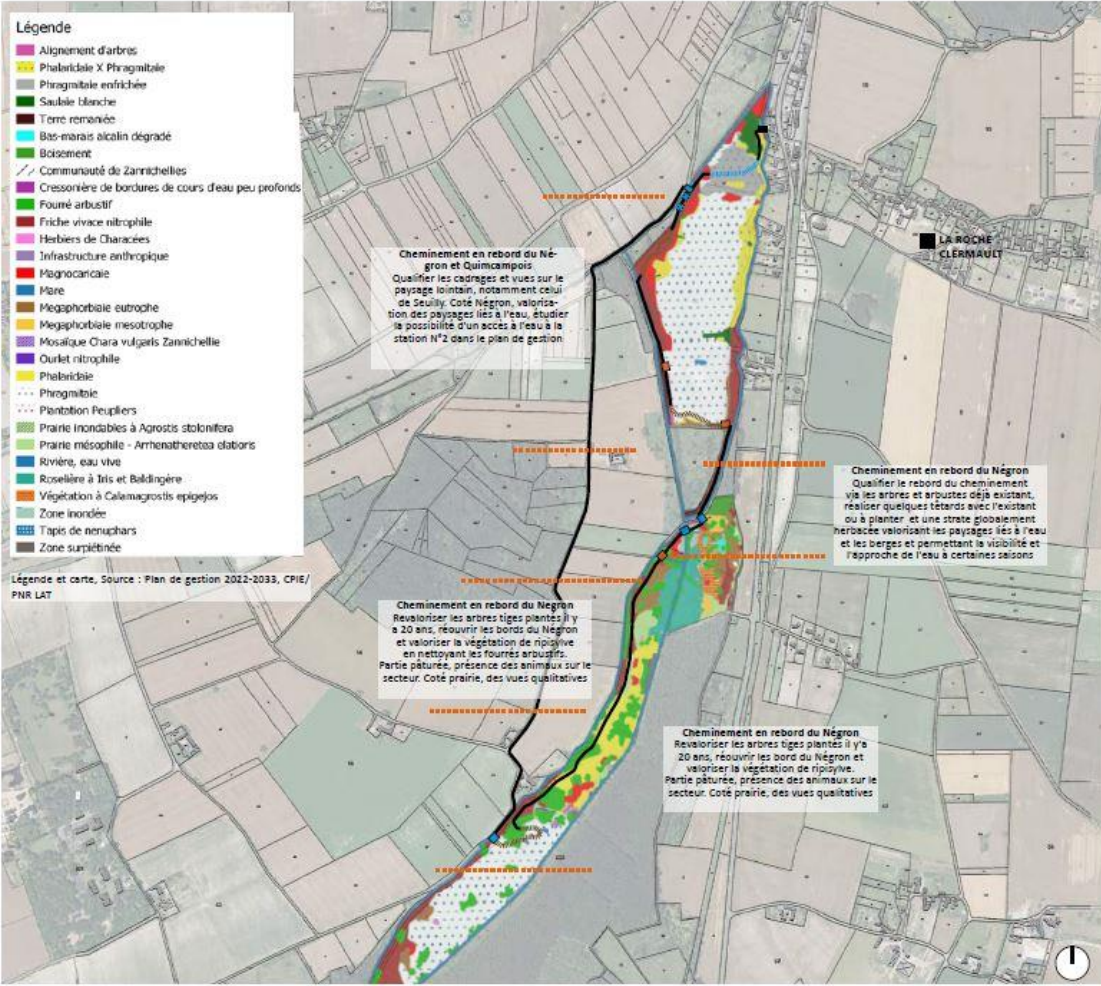 Légende
Alignement d'arbres
Phalaridaie X Phragmitaie
Phragmitaie enfrichée
Saulaie blanche
Terre remaniée
Bas-marais alcalin dégradé
Boisement
Communauté de Zannichellies
Cressonière de bordures de cours d'eau peu profonds
Fourré arbustif
Friche vivace nitrophile
Herbiers de Characées
Infrastructure anthropique
Magnocaricaie
Mare
Megaphorbiaie eutrophe
Megaphorbiaie mesotrophe
Mosaïque Chara vulgaris Zannichellie
Ourlet nitrophile
Phalaridaie
Phragmitaie
Plantation Peupliers
Prairie inondables à Agrostis stolonifera
Prairie mésophile - Arrhenatheretea elatioris
Rivière, eau vive
Roselière à Iris et Baldingère
Végétation à Calamagrostis epigejos
Zone inondée
Tapis de nenuphars
Zone surpiétinée
Légende et carte, Source : Plan de gestion 2022-2033, CPIE/
PNR LAT
Cheminement en rebord du Né-
gron et Quimcampois
Qualifier les cadrages et vues sur le
paysage lointain, notamment celui
de Seuilly. Coté Négron, valorisa-
tion des paysages liés à l'eau, étudier
la possibilité d'un accès à l'eau à la
station N°2 dans le plan de gestion
LA ROCHE
CLERMAULT
Cheminement en rebord du Négron
Qualifier le rebord du cheminement
via les arbres et arbustes déjà existant,
réaliser quelques tétards avec l'existant
ou à planter et une strate globalement
herbacée valorisant les paysages liés à l'eau
et les berges et permettant la visibilité et
l'approche de l'eau à certaines saisons
Cheminement en rebord du Négron
Revaloriser les arbres tiges plantés il y
a 20 ans, réouvrir les bords du Négron
et valoriser la végétation de ripisylve
en nettoyant les fourrés arbustifs.
Partie pâturée, présence des animaux sur le
secteur. Coté prairie, des vues qualitatives
Cheminement en rebord du Négron
Revaloriser les arbres tiges plantés il y'a
20 ans, réouvrir les bord du Négron et
valoriser la végétation de ripisylve.
Partie pâturée, présence des animaux sur le
secteur. Coté prairie, des vues qualitatives